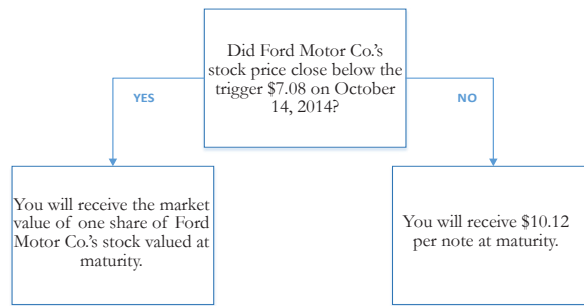 Did Ford Motor Co.'s
stock price close below the
trigger $7.08 on October
14, 2014?
YES
NO
You will receive the market
value of one share of Ford
Motor Co.'s stock valued at
maturity.
You will receive $10.12
per note at maturity.